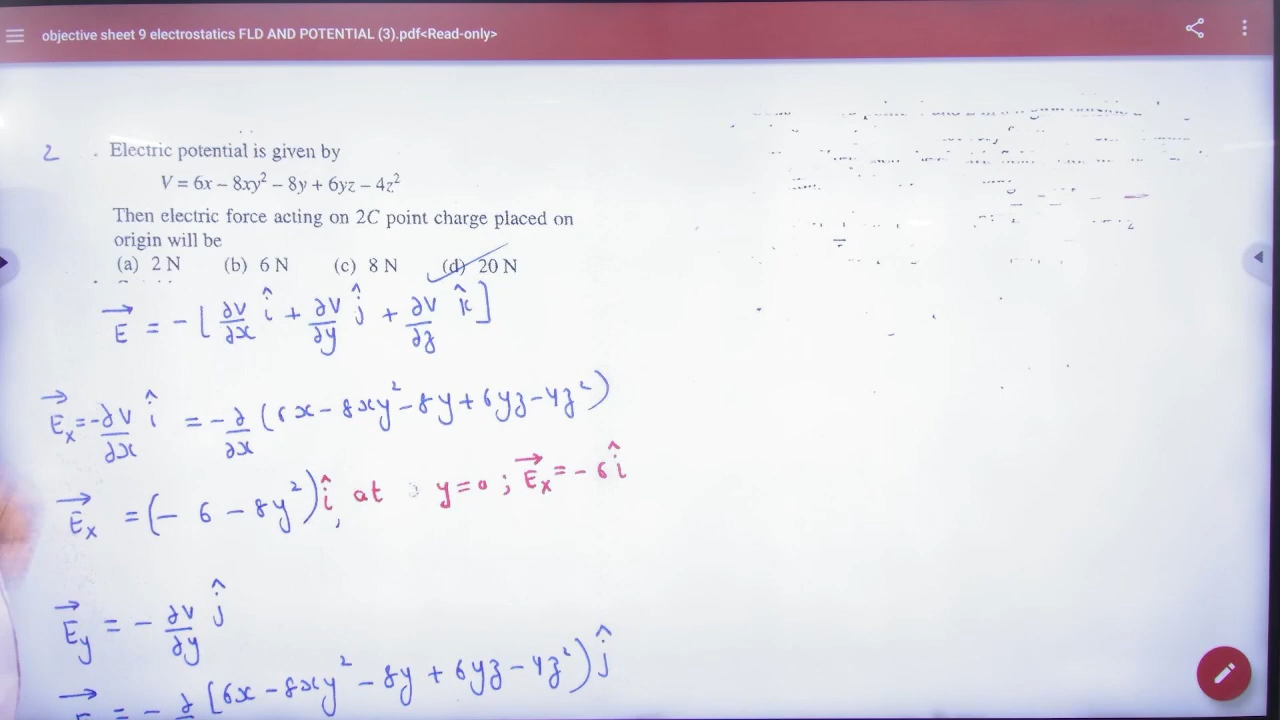 objective sheet 9 electrostatics FLD AND POTENTIAL (3).pdf<Read-only>
2 . Electric potential is given by
V = 6x – 8xy² – 8y + 6yz – 4z²
Then electric force acting on 2C point charge placed on
origin will be
(a) 2 N (b) 6 N (c) 8 N (d) 20 N
E⃗ = -[∂V/∂x î + ∂V/∂y ĵ + ∂V/∂z k̂]
E⃗x = -∂V/∂x î = -∂/∂x (6x - 8xy² - 8y + 6yz - 4z²)
E⃗x = (- 6 - 8y²) î, at y=0 ; E⃗x = - 6 î
E⃗y = - ∂V/∂y ĵ
= - ∂ [6x - 8xy² - 8y + 6yz - 4z²) ĵ